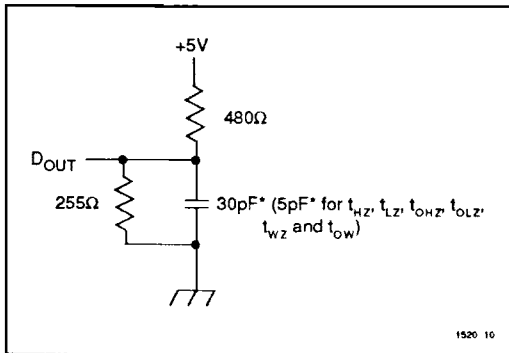 +5V
480Ω
DOUT
255Ω
30pF* (5pF* for tHZ, tLZ, tOHZ, tOLZ,
tWZ and tOW)
1520 10